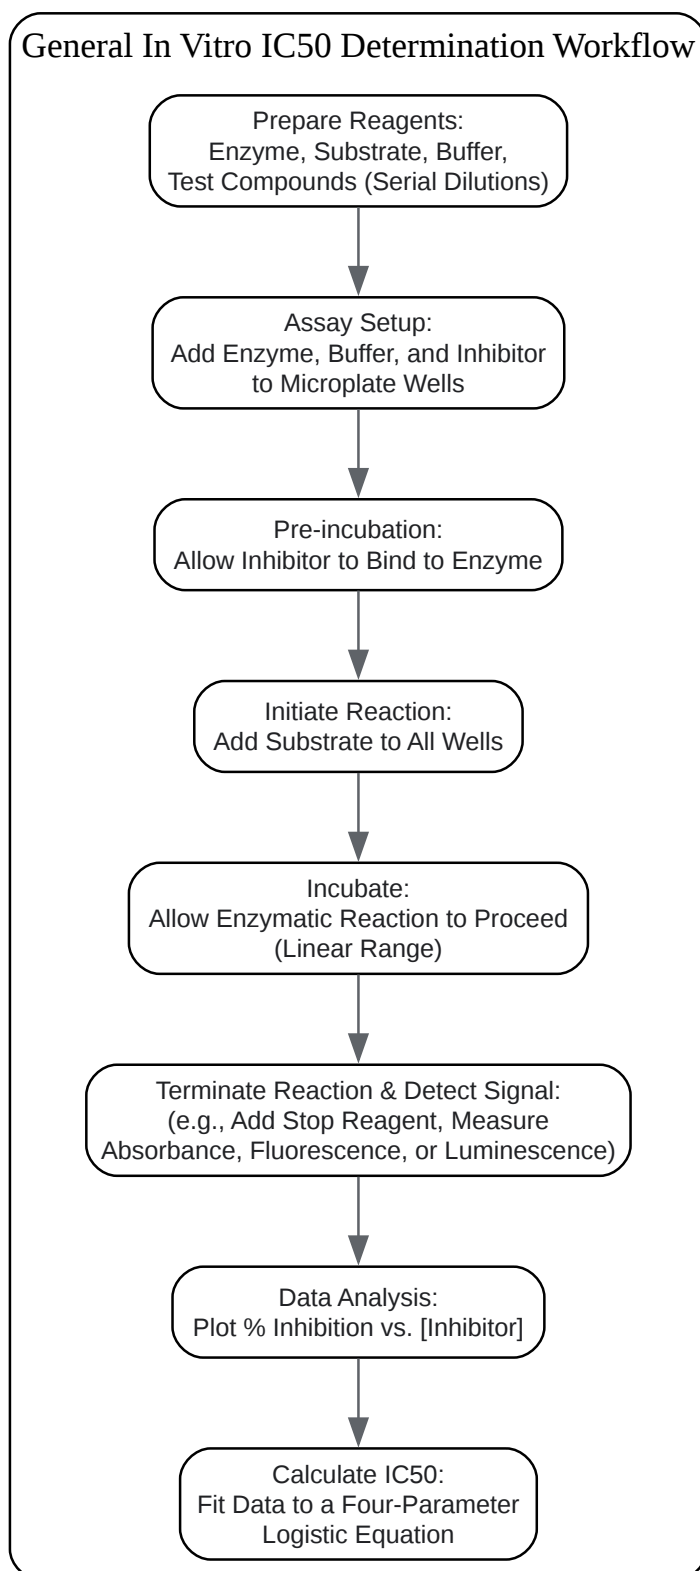 General In Vitro IC50 Determination Workflow
Prepare Reagents:
Enzyme, Substrate, Buffer,
Test Compounds (Serial Dilutions)
Assay Setup:
Add Enzyme, Buffer, and Inhibitor
to Microplate Wells
Pre-incubation:
Allow Inhibitor to Bind to Enzyme
Initiate Reaction:
Add Substrate to All Wells
Incubate:
Allow Enzymatic Reaction to Proceed
(Linear Range)
Terminate Reaction & Detect Signal:
(e.g., Add Stop Reagent, Measure
Absorbance, Fluorescence, or Luminescence)
Data Analysis:
Plot % Inhibition vs. [Inhibitor]
Calculate IC50:
Fit Data to a Four-Parameter
Logistic Equation